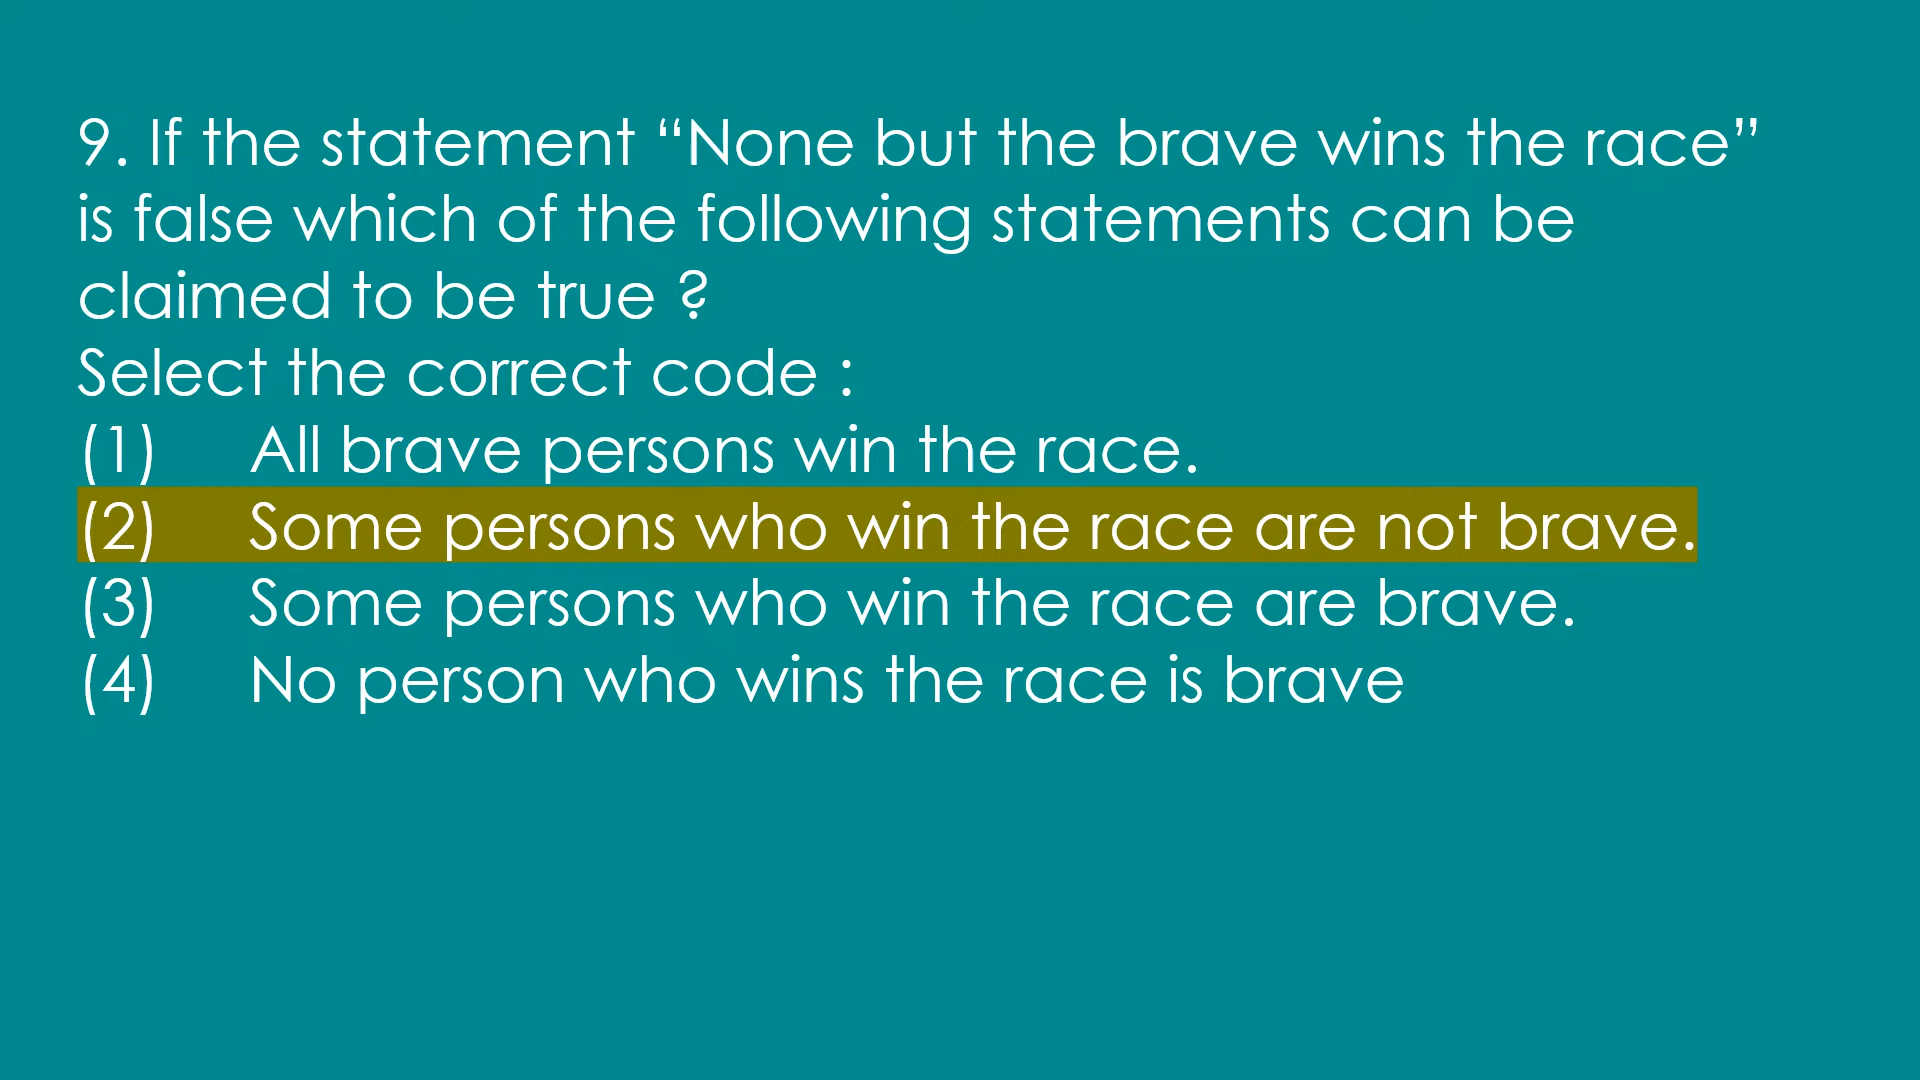 9. If the statement “None but the brave wins the race”
is false which of the following statements can be
claimed to be true ?
Select the correct code :
(1) All brave persons win the race.
(2) Some persons who win the race are not brave.
(3) Some persons who win the race are brave.
(4) No person who wins the race is brave